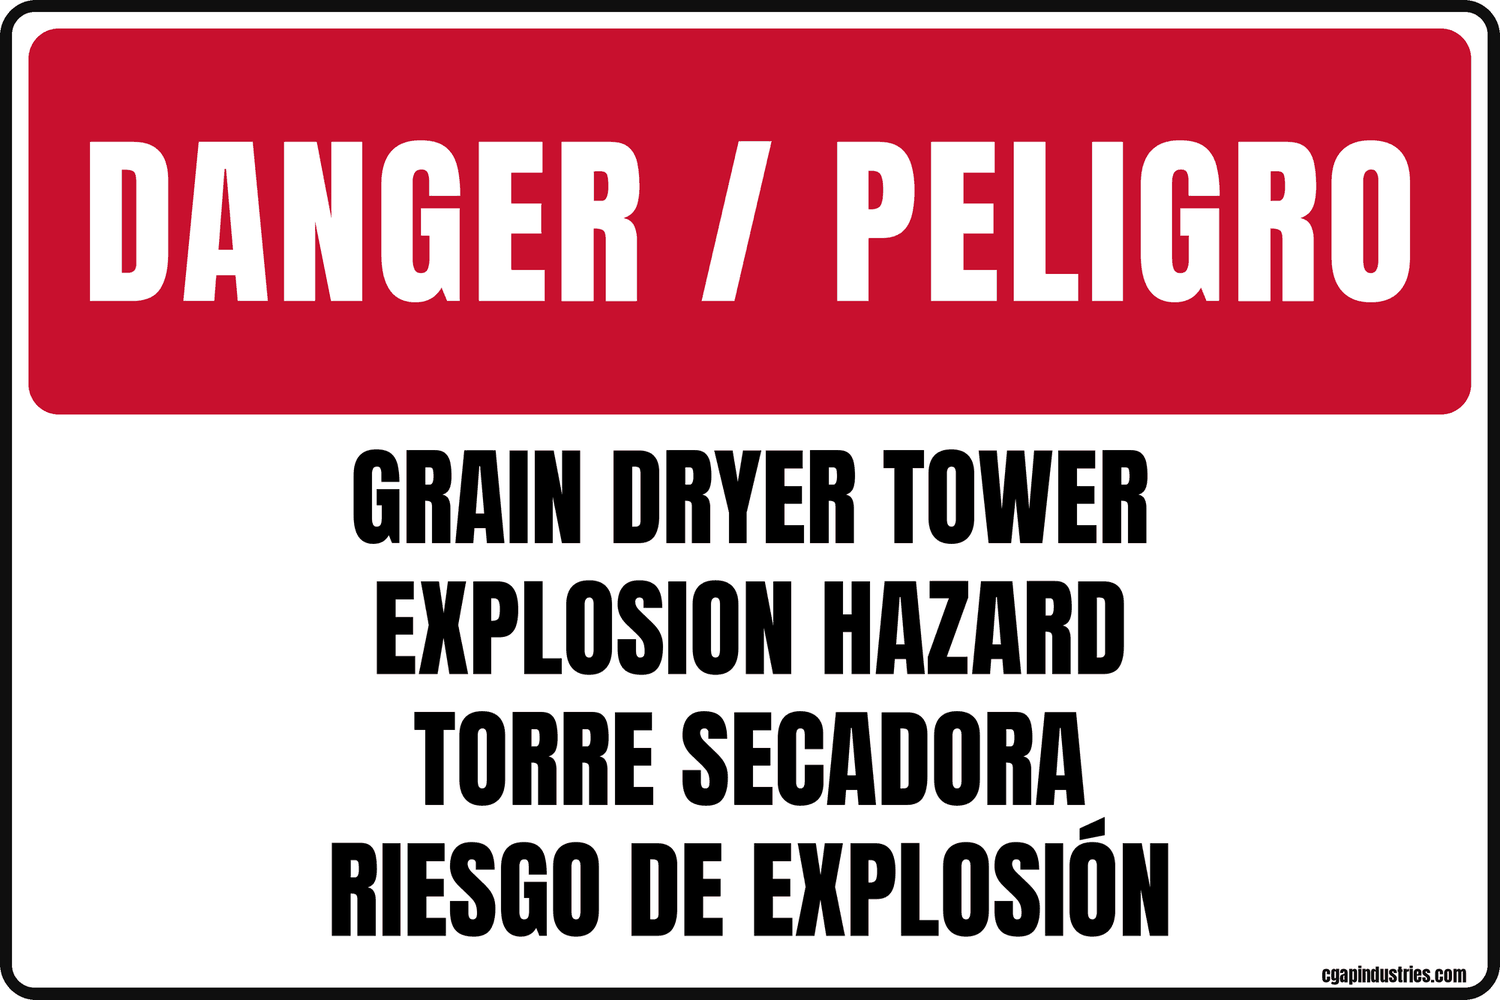 DANGER / PELIGRO
GRAIN DRYER TOWER
EXPLOSION HAZARD
TORRE SECADORA
RIESGO DE EXPLOSIÓN
cgapindustries.com